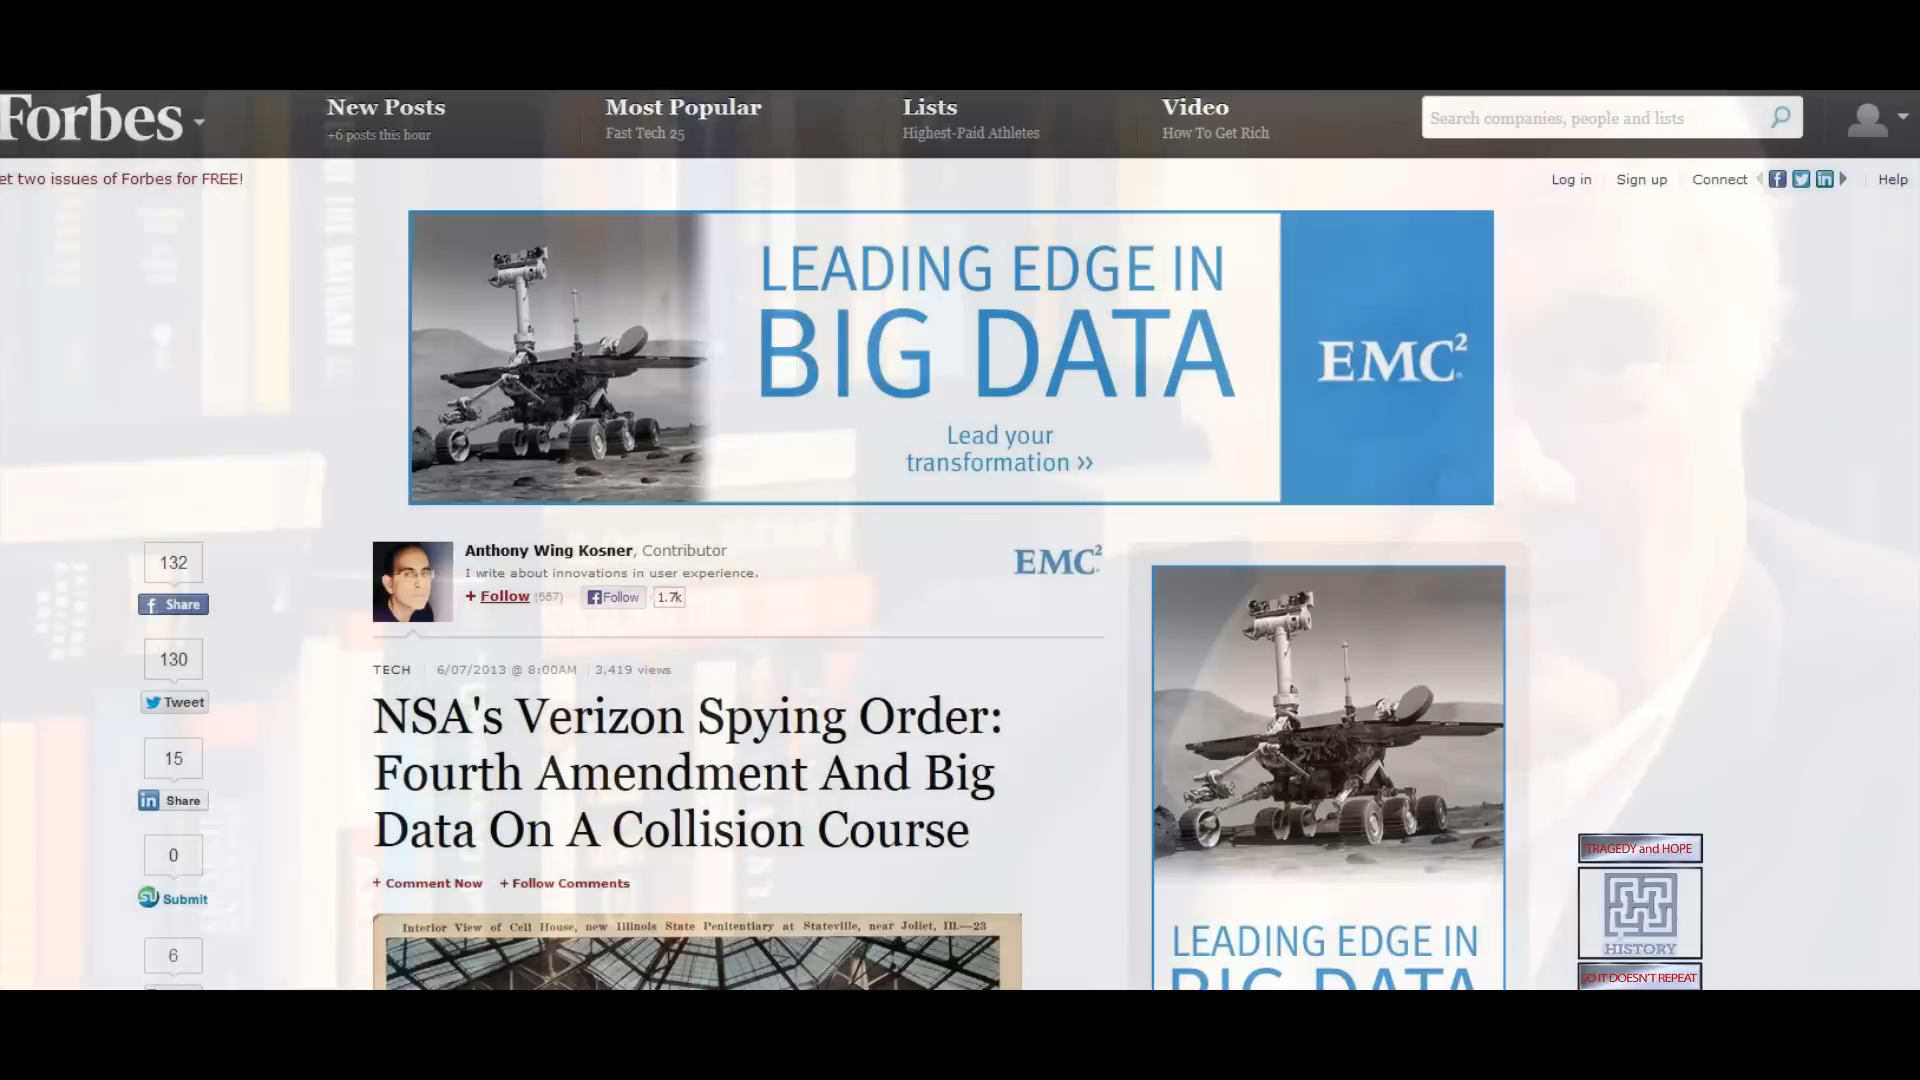 Forbes
New Posts
+6 posts this hour
Most Popular
Fast Tech 25
Lists
Highest-Paid Athletes
Video
How To Get Rich
Search companies, people and lists
et two issues of Forbes for FREE!
Log in
Sign up
Connect
Help
LEADING EDGE IN
BIG DATA
Lead your
transformation >>
EMC²
132
Share
130
Tweet
15
Share
0
Submit
6
Anthony Wing Kosner, Contributor
I write about innovations in user experience.
+ Follow (557) Follow 1.7k
EMC²
TECH 6/07/2013 @ 8:00AM 3,419 views
NSA's Verizon Spying Order:
Fourth Amendment And Big
Data On A Collision Course
+ Comment Now + Follow Comments
Interior View of Cell House, new Illinois State Penitentiary at Stateville, near Joliet, Ill.—23
LEADING EDGE IN
BIG DATA
TRAGEDY and HOPE
HISTORY
SO IT DOESN'T REPEAT